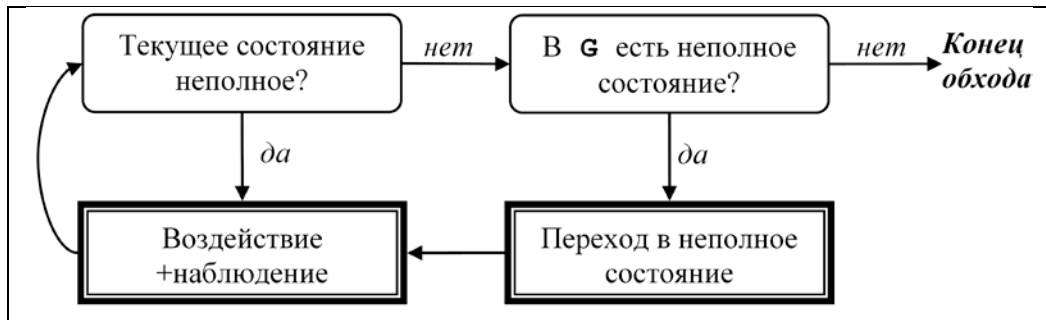 Текущее состояние
неполное?
нет
В G есть неполное
состояние?
нет
Конец
обхода
да
да
Воздействие
+наблюдение
Переход в неполное
состояние